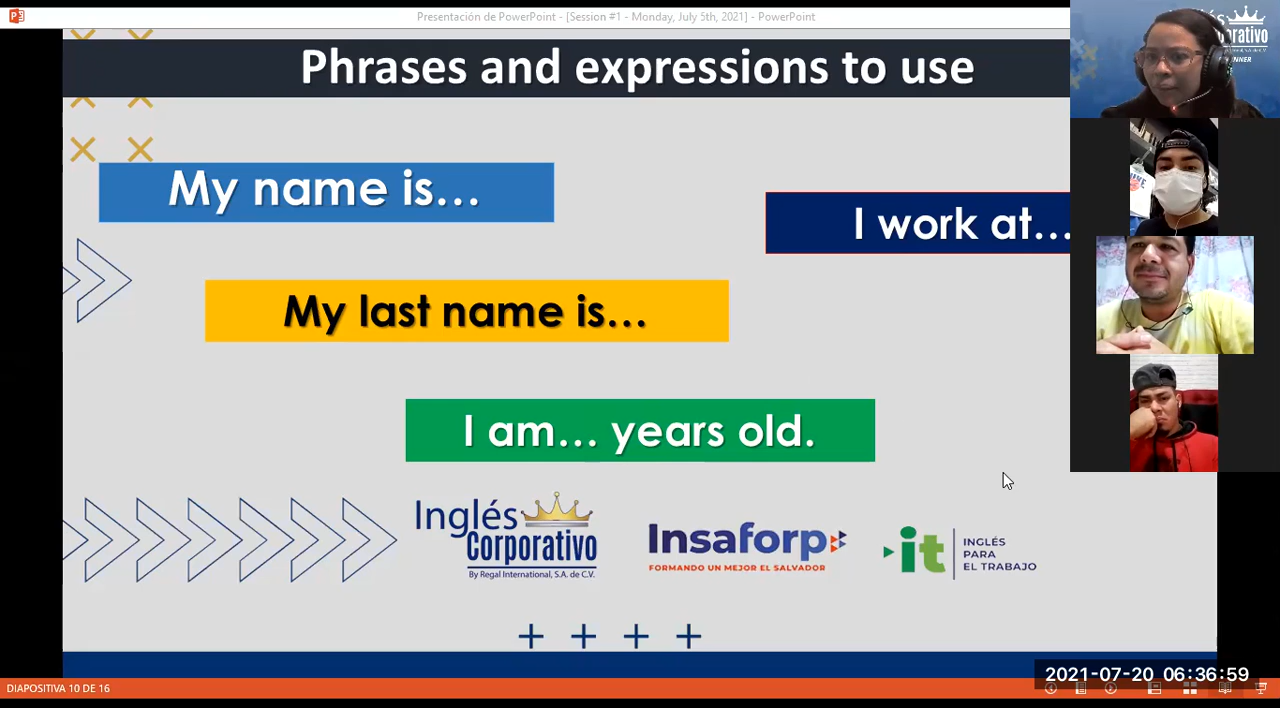 Presentación de PowerPoint - [Session #1 - Monday, July 5th, 2021] - PowerPoint
Phrases and expressions to use
My name is...
I work at...
My last name is...
I am... years old.
Inglés
Corporativo
By Regal International, S.A. de C.V.
Insaforp
FORMANDO UN MEJOR EL SALVADOR
it
INGLÉS
PARA
EL TRABAJO
2021-07-20 06:36:59
DIAPOSITIVA 10 DE 16